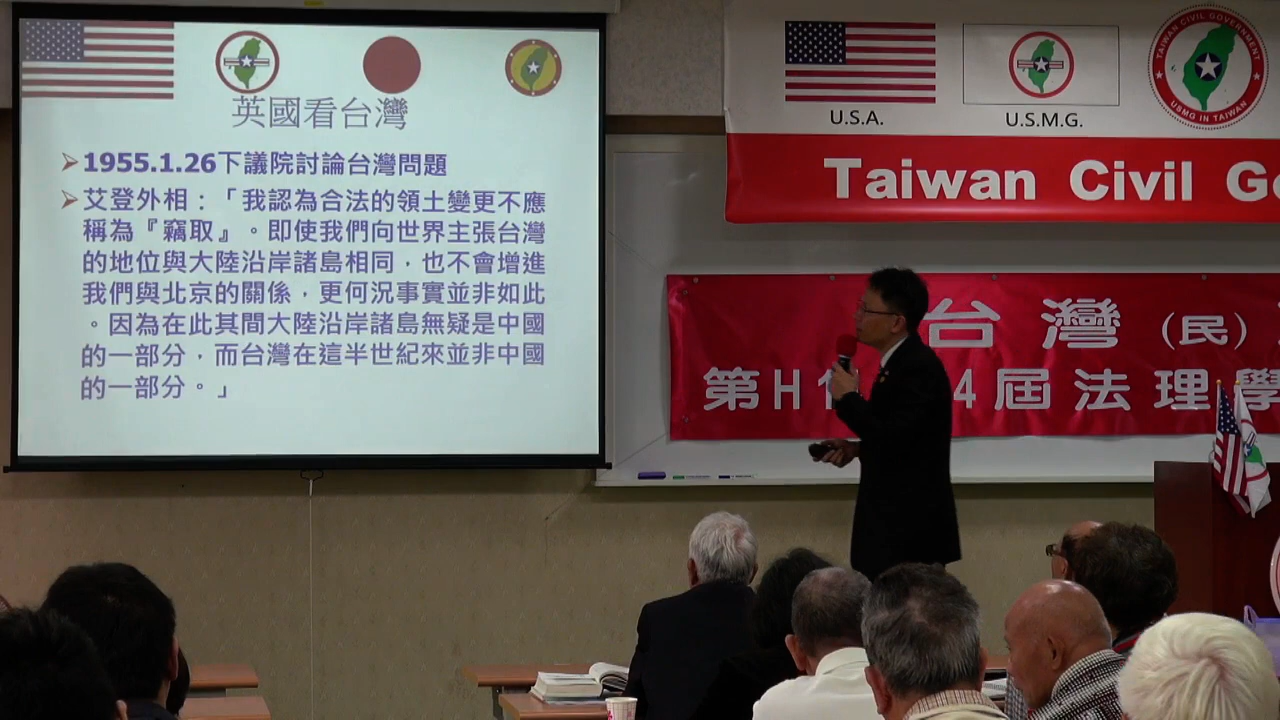 英國看台灣
1955.1.26下議院討論台灣問題
艾登外相：「我認為合法的領土變更不應
稱為『竊取』。即使我們向世界主張台灣
的地位與大陸沿岸諸島相同，也不會增進
我們與北京的關係，更何況事實並非如此
。因為在此其間大陸沿岸諸島無疑是中國
的一部分，而台灣在這半世紀來並非中國
的一部分。」
U.S.A.
U.S.M.G.
TAIWAN CIVIL GOVERNMENT
USMG IN TAIWAN
Taiwan Civil G
台灣(民)
第H1 4屆法理學